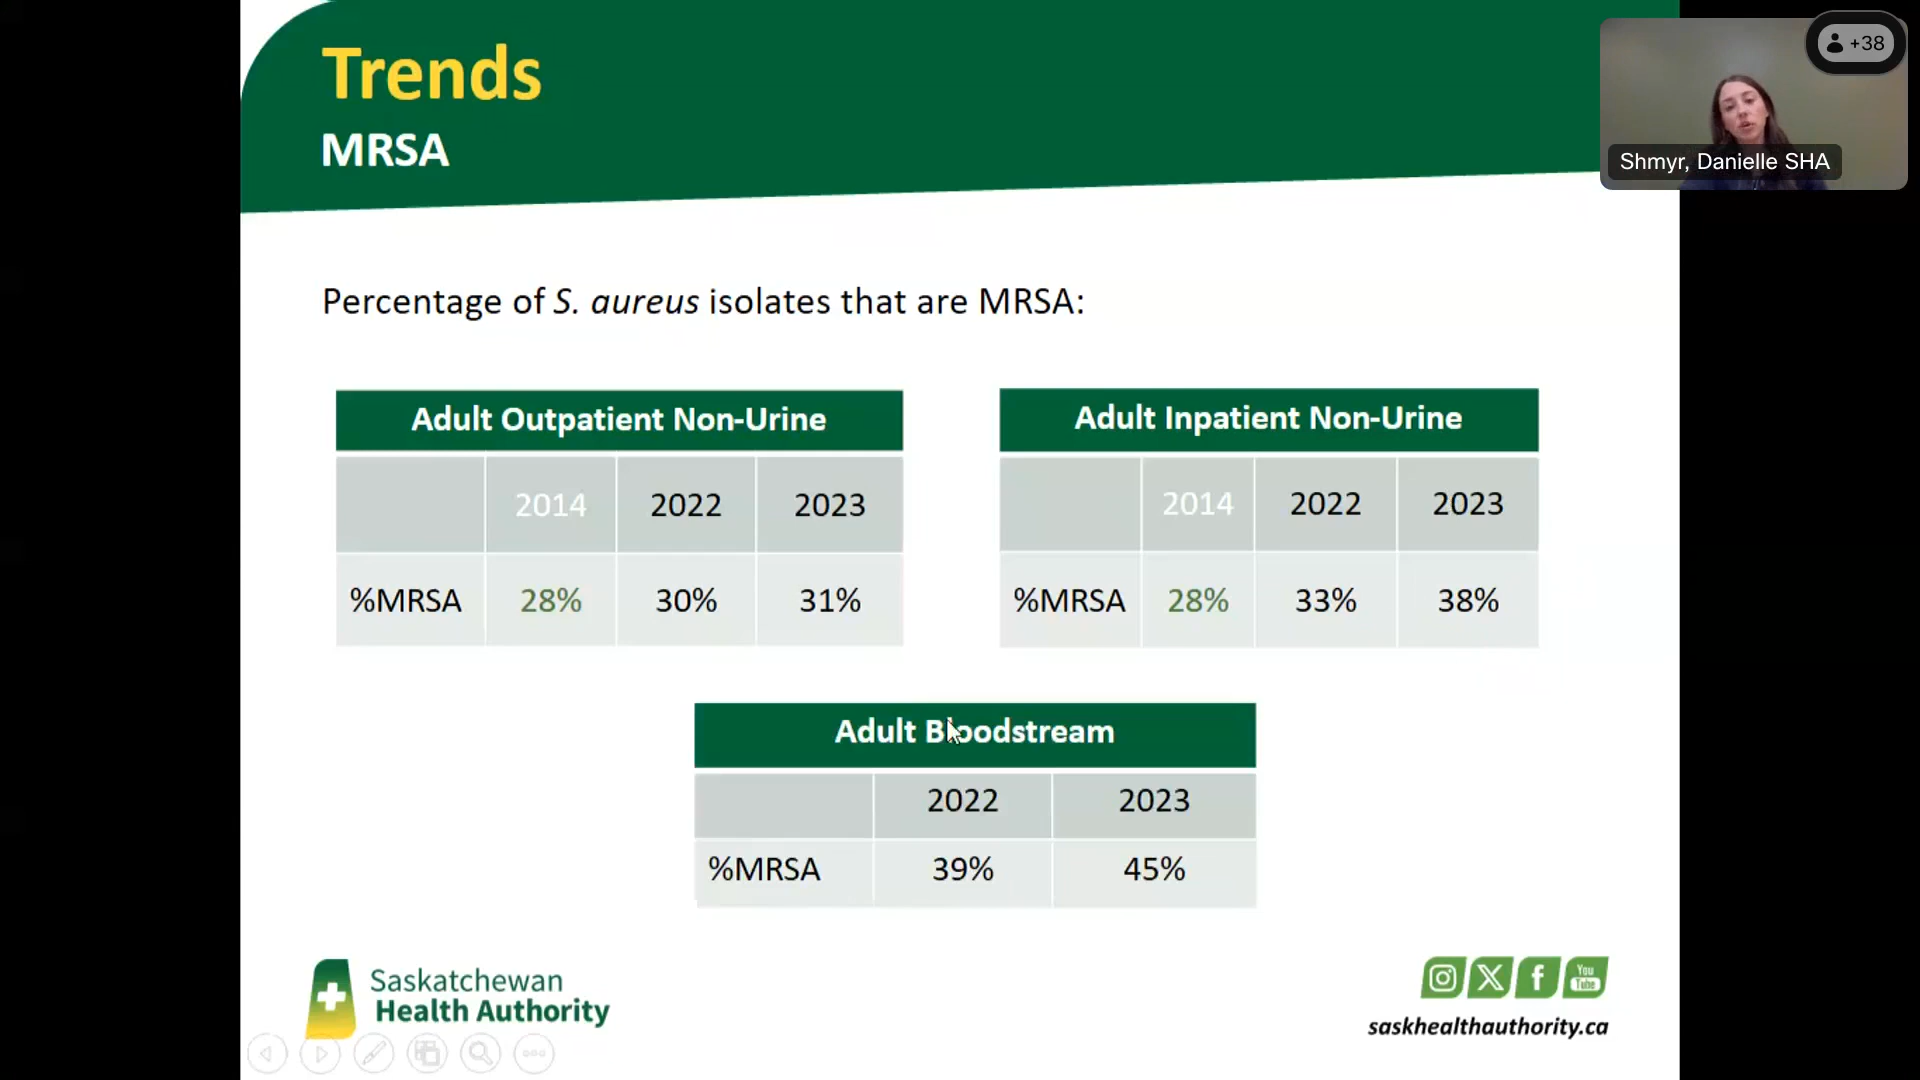 Trends
MRSA
+38
Shmyr, Danielle SHA
Percentage of S. aureus isolates that are MRSA:
Adult Outpatient Non-Urine
2014 2022 2023
%MRSA 28% 30% 31%
Adult Inpatient Non-Urine
2014 2022 2023
%MRSA 28% 33% 38%
Adult Bloodstream
2022 2023
%MRSA 39% 45%
Saskatchewan
Health Authority
You
Tube
saskhealthauthority.ca